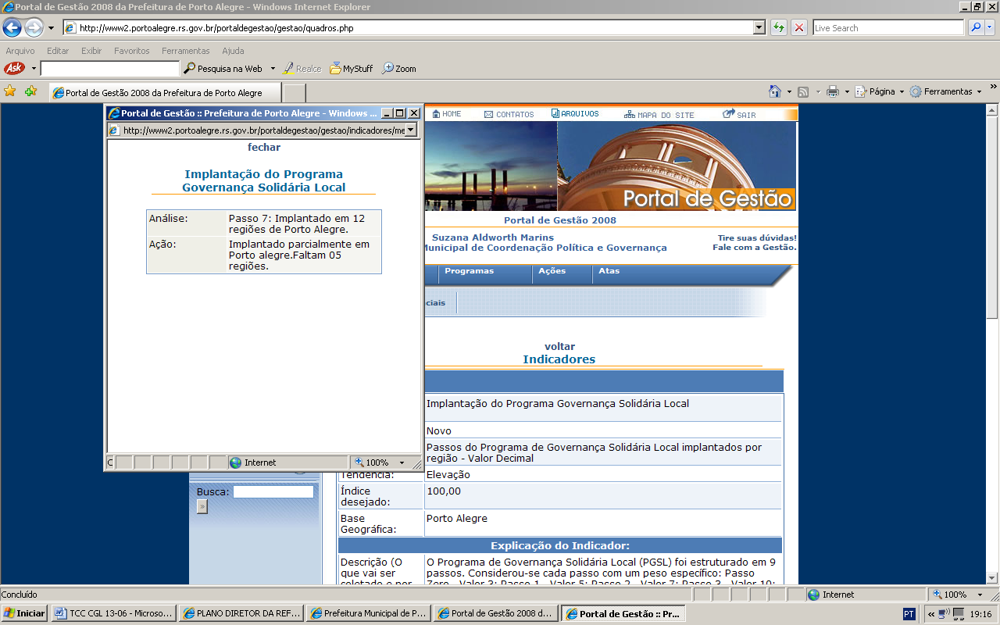 Portal de Gestão 2008 da Prefeitura de Porto Alegre - Windows Internet Explorer
http://www2.portoalegre.rs.gov.br/portaldegestao/gestao/quadros.php
Live Search
Arquivo Editar Exibir Favoritos Ferramentas Ajuda
Ask Pesquisa na Web Realce MyStuff Zoom
Portal de Gestão 2008 da Prefeitura de Porto Alegre
Página Ferramentas »
Portal de Gestão :: Prefeitura de Porto Alegre - Windows ...
http://www2.portoalegre.rs.gov.br/portaldegestao/gestao/indicadores/me
fechar
Implantação do Programa
Governança Solidária Local
Análise: Passo 7: Implantado em 12
regiões de Porto Alegre.
Ação: Implantado parcialmente em
Porto alegre.Faltam 05
regiões.
C Internet 100%
HOME CONTATOS ARQUIVOS MAPA DO SITE SAIR
Portal de Gestão
Portal de Gestão 2008
Suzana Aldworth Marins
Municipal de Coordenação Política e Governança
Tire suas dúvidas!
Fale com a Gestão.
Programas Ações Atas
ciais
voltar
Indicadores
Implantação do Programa Governança Solidária Local
Novo
Passos do Programa de Governança Solidária Local implantados por
região - Valor Decimal
Tendência: Elevação
Índice
desejado: 100,00
Base
Geográfica: Porto Alegre
Explicação do Indicador:
Descrição (O
que vai ser
coletado e por
O Programa de Governança Solidária Local (PGSL) foi estruturado em 9
passos. Considerou-se cada passo com um peso específico: Passo
Zero - Valor 3; Passo 1 - Valor 5; Passo 2 - Valor 7; Passo 3 - Valor 10;
Busca:
»
Concluído
Internet 100%
Iniciar TCC CGL 13-06 - Microso... PLANO DIRETOR DA REF... Prefeitura Municipal de P... Portal de Gestão 2008 d... Portal de Gestão :: Pr... PT « 19:16